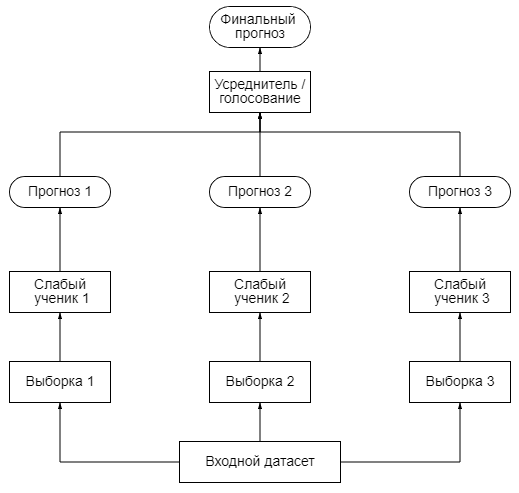 Финальный
прогноз
Усреднитель /
голосование
Прогноз 1
Прогноз 2
Прогноз 3
Слабый
ученик 1
Слабый
ученик 2
Слабый
ученик 3
Выборка 1
Выборка 2
Выборка 3
Входной датасет